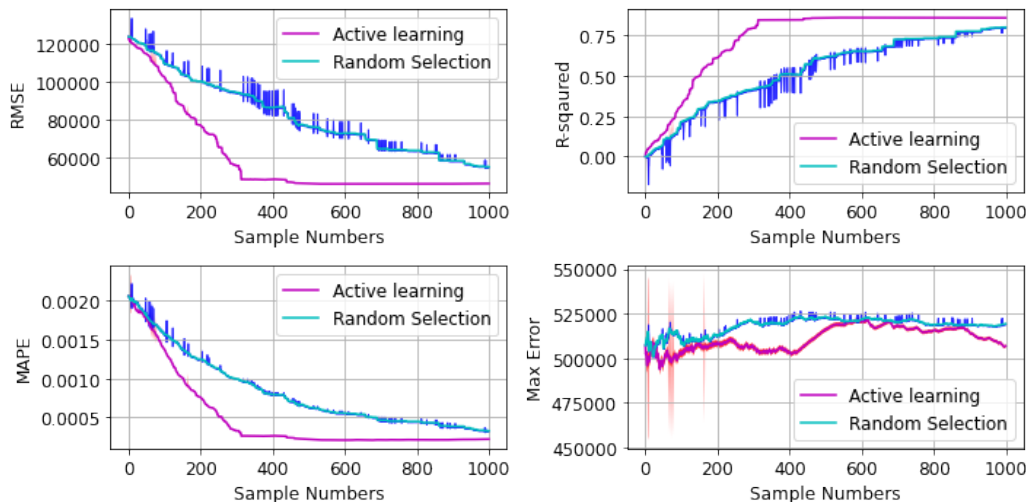 RMSE
120000
100000
80000
60000
Active learning
Random Selection
0 200 400 600 800 1000
Sample Numbers
R-sqaured
0.75
0.50
0.25
0.00
Active learning
Random Selection
0 200 400 600 800 1000
Sample Numbers
MAPE
0.0020
0.0015
0.0010
0.0005
Active learning
Random Selection
0 200 400 600 800 1000
Sample Numbers
Max Error
550000
525000
500000
475000
450000
Active learning
Random Selection
0 200 400 600 800 1000
Sample Numbers